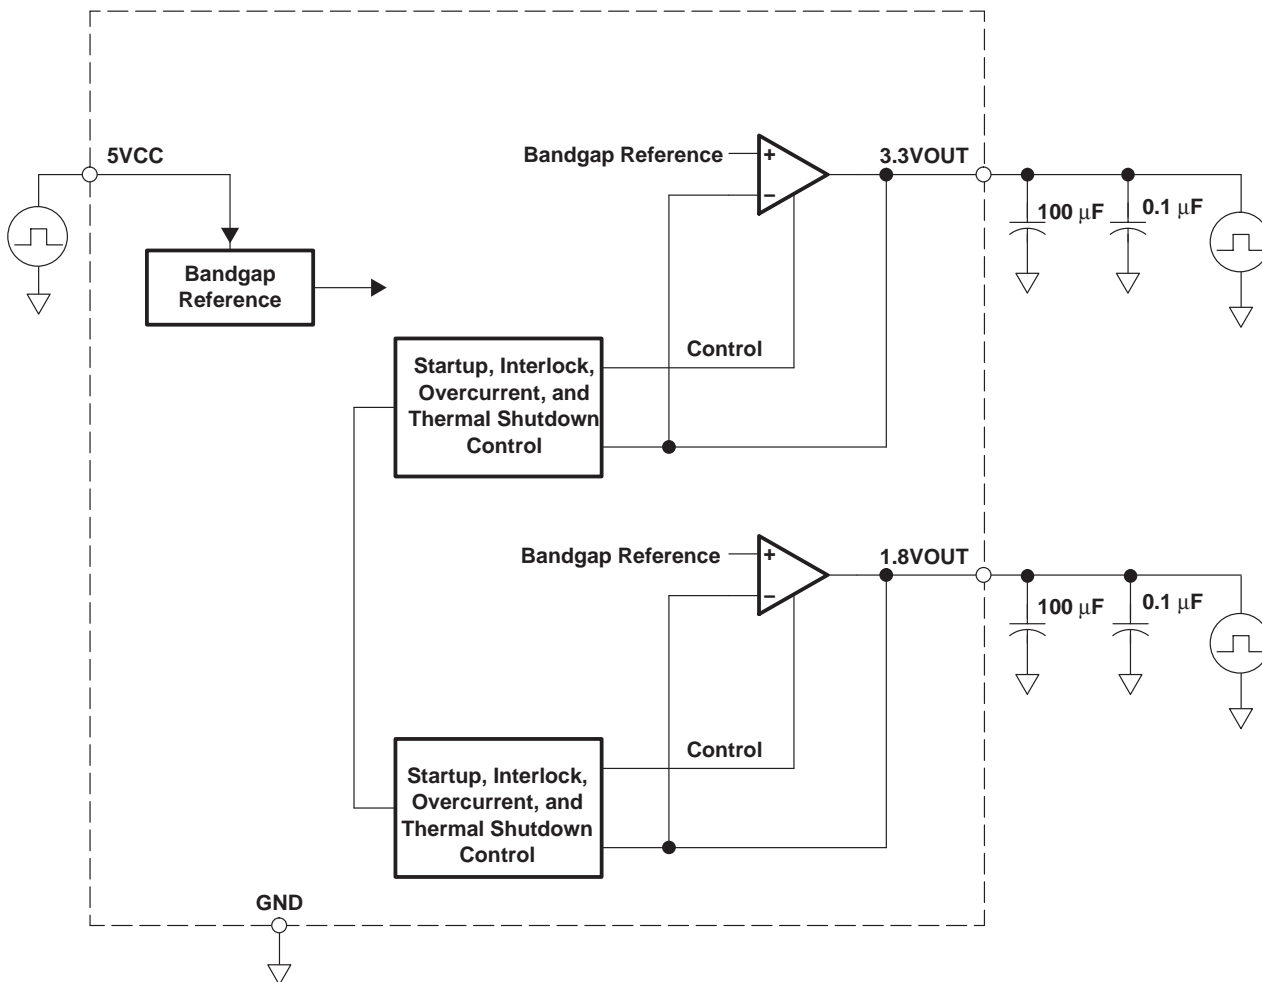 5VCC
Bandgap Reference
+
3.3VOUT
−
100 μF
0.1 μF
Bandgap
Reference
Control
Startup, Interlock,
Overcurrent, and
Thermal Shutdown
Control
Bandgap Reference
+
1.8VOUT
−
100 μF
0.1 μF
Control
Startup, Interlock,
Overcurrent, and
Thermal Shutdown
Control
GND